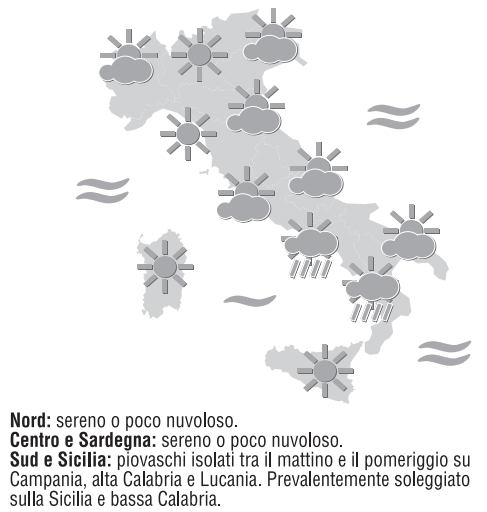 Nord: sereno o poco nuvoloso.
Centro e Sardegna: sereno o poco nuvoloso.
Sud e Sicilia: piovaschi isolati tra il mattino e il pomeriggio su
Campania, alta Calabria e Lucania. Prevalentemente soleggiato
sulla Sicilia e bassa Calabria.